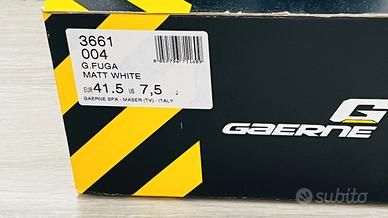 3661
004
G.FUGA
MATT WHITE
EUR 41.5 US 7,5
GAERNE SPA - MASER (TV) - ITALY
G
GAERNE
subito